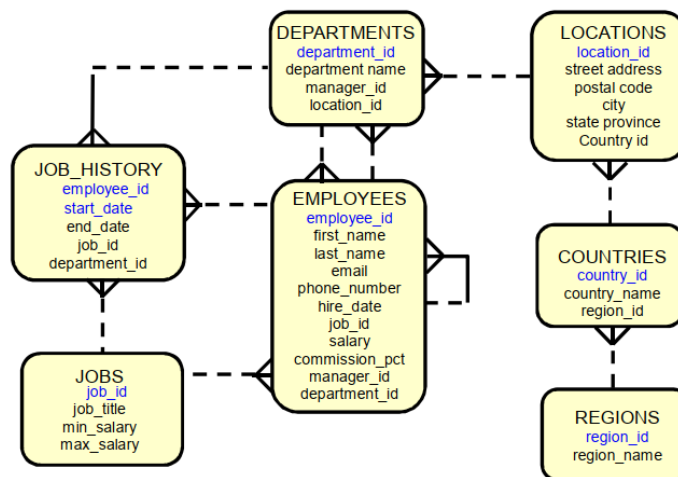 DEPARTMENTS
department_id
department name
manager_id
location_id
LOCATIONS
location_id
street address
postal code
city
state province
Country id
JOB_HISTORY
employee_id
start_date
end_date
job_id
department_id
EMPLOYEES
employee_id
first_name
last_name
email
phone_number
hire_date
job_id
salary
commission_pct
manager_id
department_id
COUNTRIES
country_id
country_name
region_id
JOBS
job_id
job_title
min_salary
max_salary
REGIONS
region_id
region_name